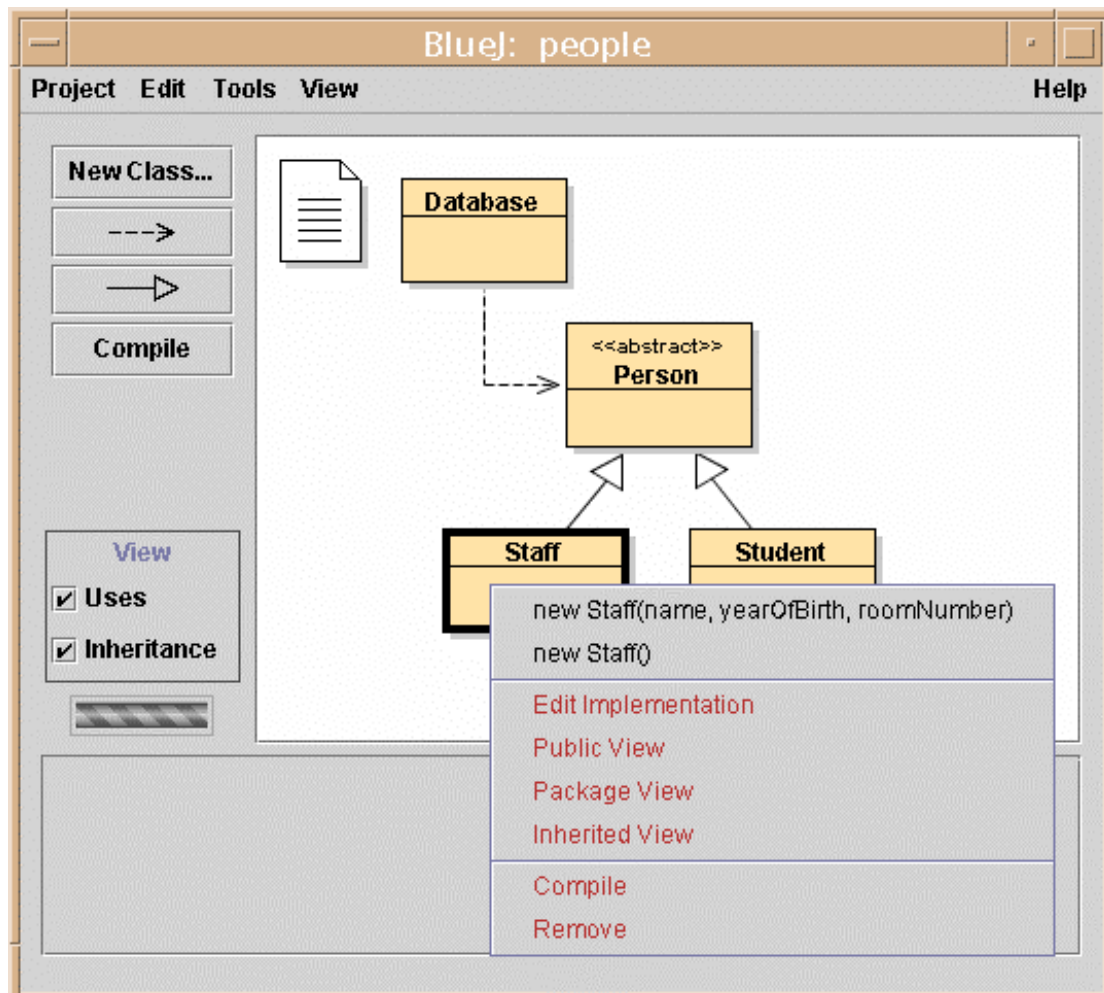 BlueJ: people
Project Edit Tools View Help
New Class...
Compile
View
Uses
Inheritance
Database
<<abstract>>
Person
Staff
Student
new Staff(name, yearOfBirth, roomNumber)
new Staff()
Edit Implementation
Public View
Package View
Inherited View
Compile
Remove